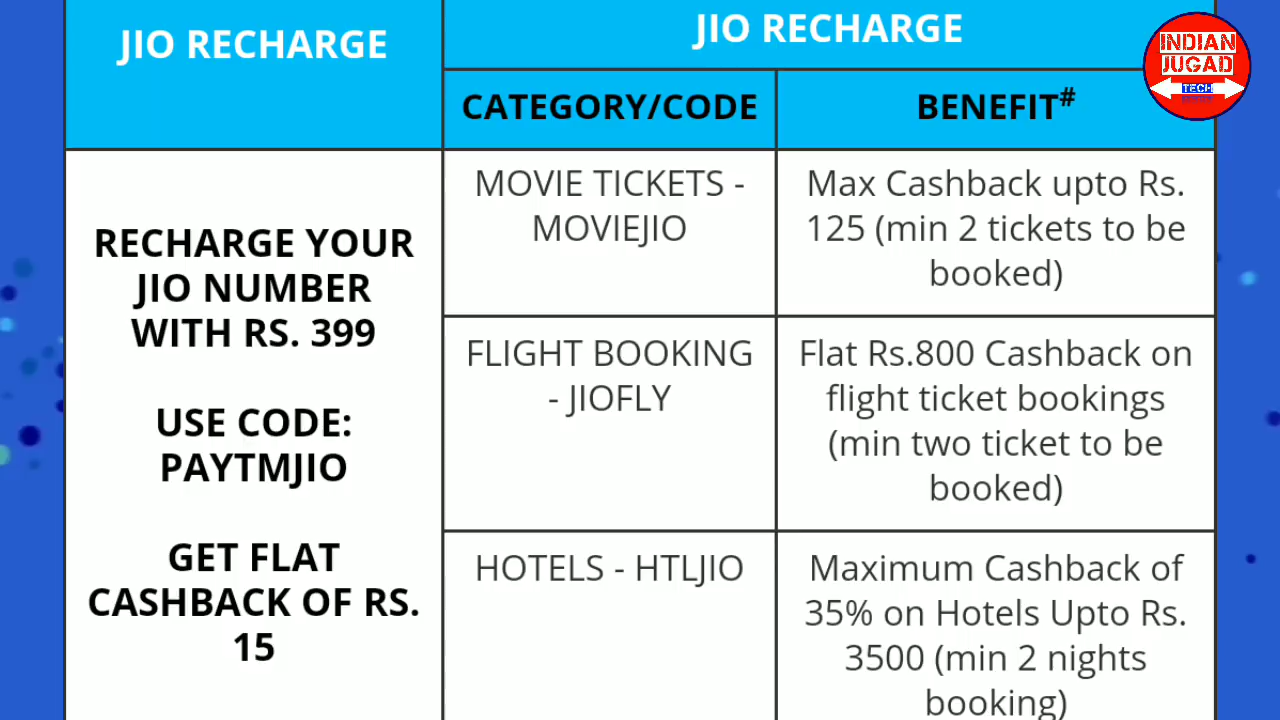 JIO RECHARGE
JIO RECHARGE
CATEGORY/CODE
BENEFIT#
INDIAN
JUGAD
TECH
RECHARGE YOUR
JIO NUMBER
WITH RS. 399
USE CODE:
PAYTMJIO
GET FLAT
CASHBACK OF RS.
15
MOVIE TICKETS -
MOVIEJIO
Max Cashback upto Rs.
125 (min 2 tickets to be
booked)
FLIGHT BOOKING
- JIOFLY
Flat Rs.800 Cashback on
flight ticket bookings
(min two ticket to be
booked)
HOTELS - HTLJIO
Maximum Cashback of
35% on Hotels Upto Rs.
3500 (min 2 nights
booking)